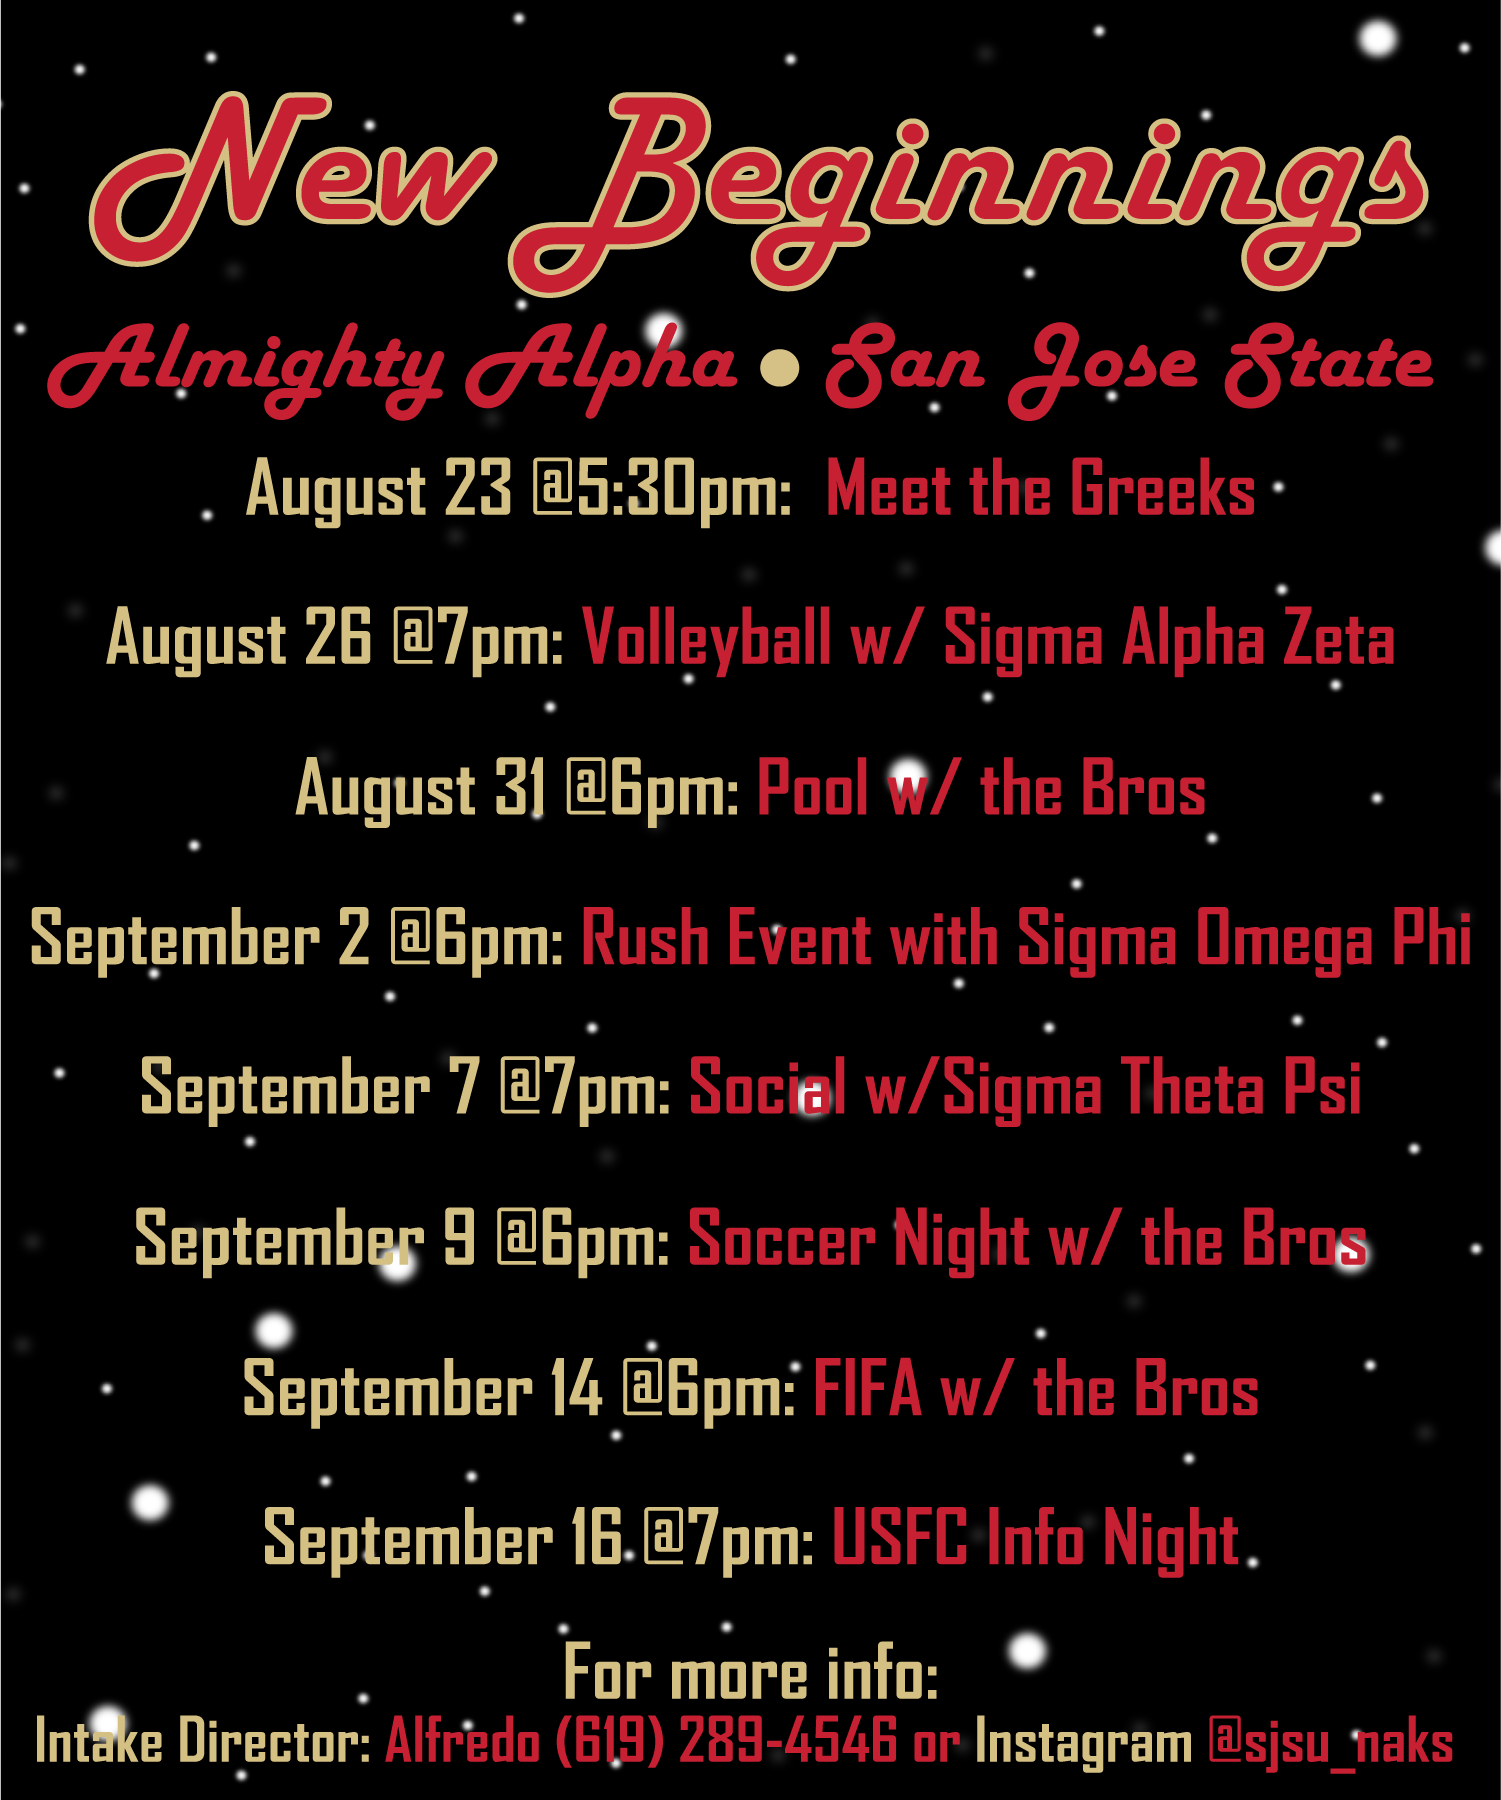 New Beginnings
Almighty Alpha • San Jose State
August 23 @5:30pm: Meet the Greeks
August 26 @7pm: Volleyball w/ Sigma Alpha Zeta
August 31 @6pm: Pool w/ the Bros
September 2 @6pm: Rush Event with Sigma Omega Phi
September 7 @7pm: Social w/Sigma Theta Psi
September 9 @6pm: Soccer Night w/ the Bros
September 14 @6pm: FIFA w/ the Bros
September 16 @7pm: USFC Info Night
For more info:
Intake Director: Alfredo (619) 289-4546 or Instagram @sjsu_naks